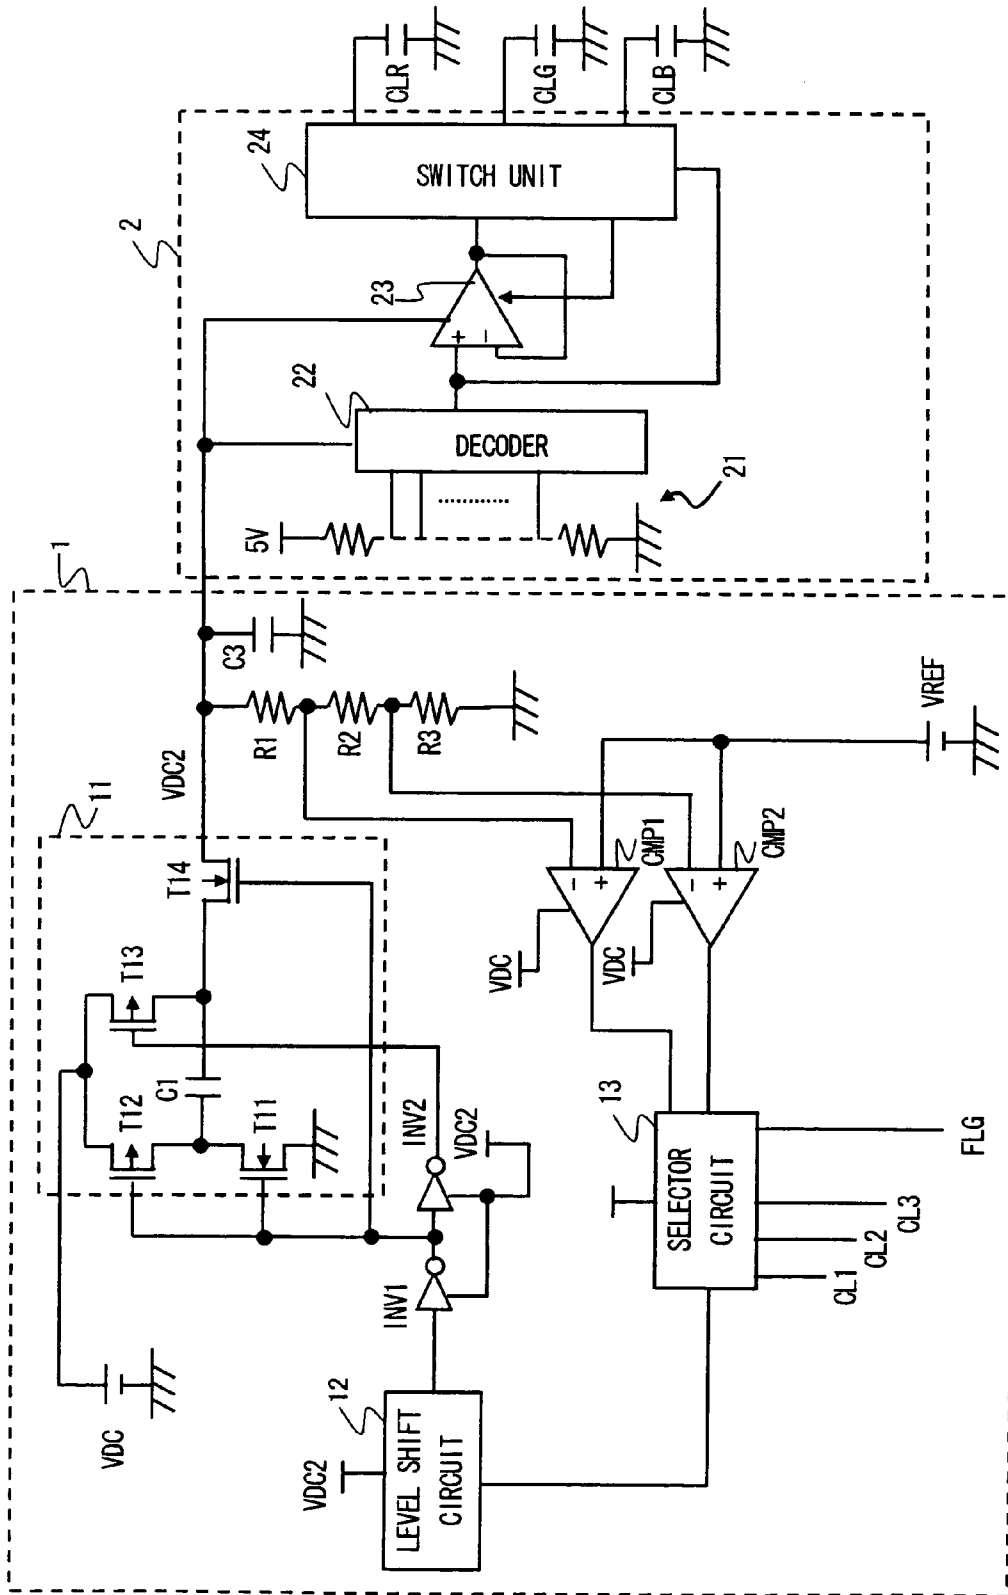 1
11
VDC
T12
T13
T14
C1
T11
VDC2
C3
R1
R2
R3
VDC2
12
LEVEL SHIFT
CIRCUIT
INV1
INV2
VDC2
VDC
CMP1
VDC
CMP2
VREF
13
SELECTOR
CIRCUIT
CL1
CL2
CL3
FLG
2
5V
21
22
DECODER
+
−
23
24
SWITCH UNIT
CLR
CLG
CLB
−
+
−
+